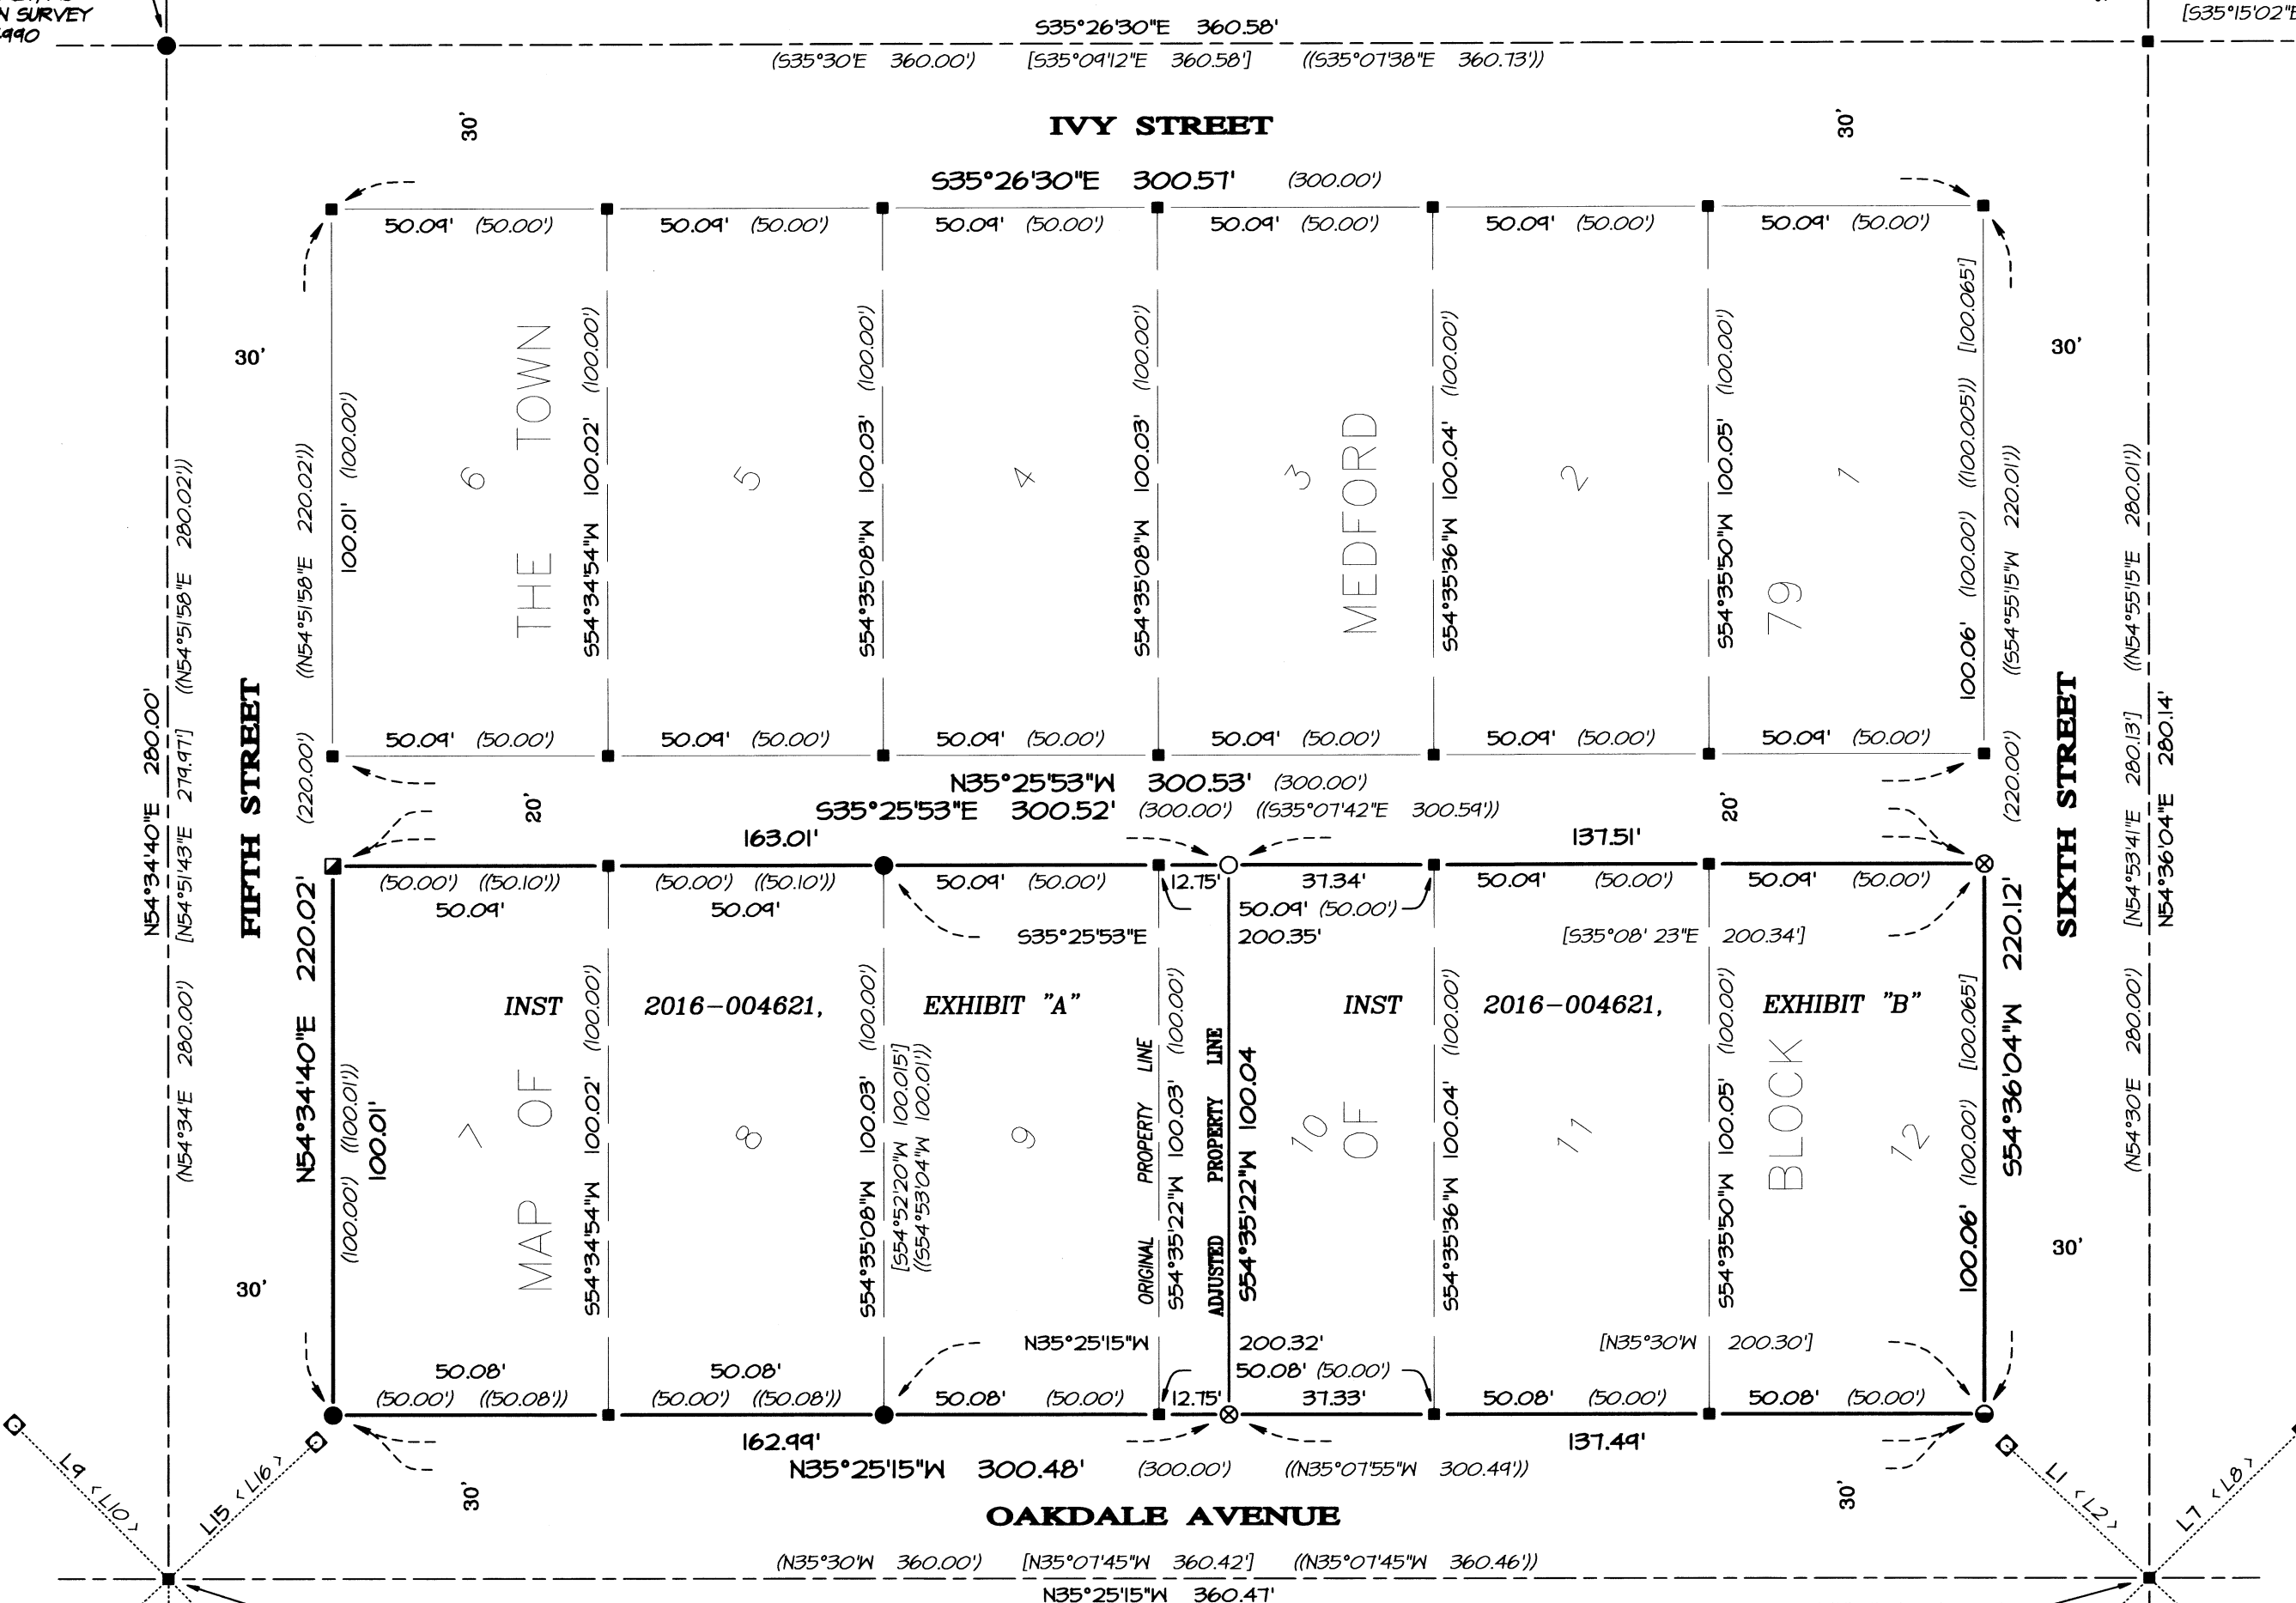 N SURVEY
990
S35°26'30"E 360.58'
(S35°30'E 360.00') [S35°09'12"E 360.58'] ((S35°07'38"E 360.73'))
[S35°15'02"E
30'
IVY STREET
30'
S35°26'30"E 300.57' (300.00')
50.09' (50.00')
50.09' (50.00')
50.09' (50.00')
50.09' (50.00')
50.09' (50.00')
50.09' (50.00')
30'
30'
100.01' (100.00')
6
THE TOWN
S54°34'54"W 100.02' (100.00')
5
S54°35'08"W 100.03' (100.00')
4
S54°35'08"W 100.03' (100.00')
3
MEDFORD
S54°35'36"W 100.04' (100.00')
2
S54°35'50"W 100.05' (100.00')
79
1
100.06' (100.00') ((100.005')) [100.065']
N54°34'40"E 280.00'
(N54°34'E 280.00') [N54°51'43"E 279.97'] ((N54°51'58"E 280.02'))
FIFTH STREET
(220.00') ((N54°51'58"E 220.02'))
(220.00') ((S54°55'15"W 220.01'))
SIXTH STREET
(N54°30'E 280.00') [N54°53'41"E 280.13'] ((N54°55'15"E 280.01'))
N54°36'04"E 280.14'
50.09' (50.00')
50.09' (50.00')
50.09' (50.00')
50.09' (50.00')
50.09' (50.00')
50.09' (50.00')
N35°25'53"W 300.53' (300.00')
20'
S35°25'53"E 300.52' (300.00') ((S35°07'42"E 300.59'))
20'
163.01'
137.51'
(50.00') ((50.10'))
50.09'
(50.00') ((50.10'))
50.09'
50.09' (50.00')
12.75'
37.34'
50.09' (50.00')
50.09' (50.00')
50.09' (50.00')
S35°25'53"E 200.35'
[S35°08' 23"E 200.34']
INST 2016-004621, EXHIBIT "A"
INST 2016-004621, EXHIBIT "B"
N54°34'40"E 220.02'
(100.00') ((100.01'))
100.01'
7
MAP OF
S54°34'54"W 100.02' (100.00')
8
S54°35'08"W 100.03' (100.00')
[S54°52'20"W 100.015']
((S54°53'04"W 100.01'))
9
ORIGINAL PROPERTY LINE
S54°35'22"W 100.03' (100.00')
ADJUSTED PROPERTY LINE
S54°35'22"W 100.04
10
OF
S54°35'36"W 100.04' (100.00')
11
S54°35'50"W 100.05' (100.00')
BLOCK
12
100.06' (100.00') [100.065']
S54°36'04"W 220.12'
30'
30'
N35°25'15"W 200.32'
[N35°30'W 200.30']
50.08'
(50.00') ((50.08'))
50.08'
(50.00') ((50.08'))
50.08' (50.00')
12.75'
50.08' (50.00')
37.33'
50.08' (50.00')
50.08' (50.00')
162.99'
137.49'
N35°25'15"W 300.48' (300.00') ((N35°07'55"W 300.49'))
30'
30'
OAKDALE AVENUE
L9 <L10>
L15 <L16>
L1 <L2>
L7 <L8>
(N35°30'W 360.00') [N35°07'45"W 360.42'] ((N35°07'45"W 360.46'))
N35°25'15"W 360.47'